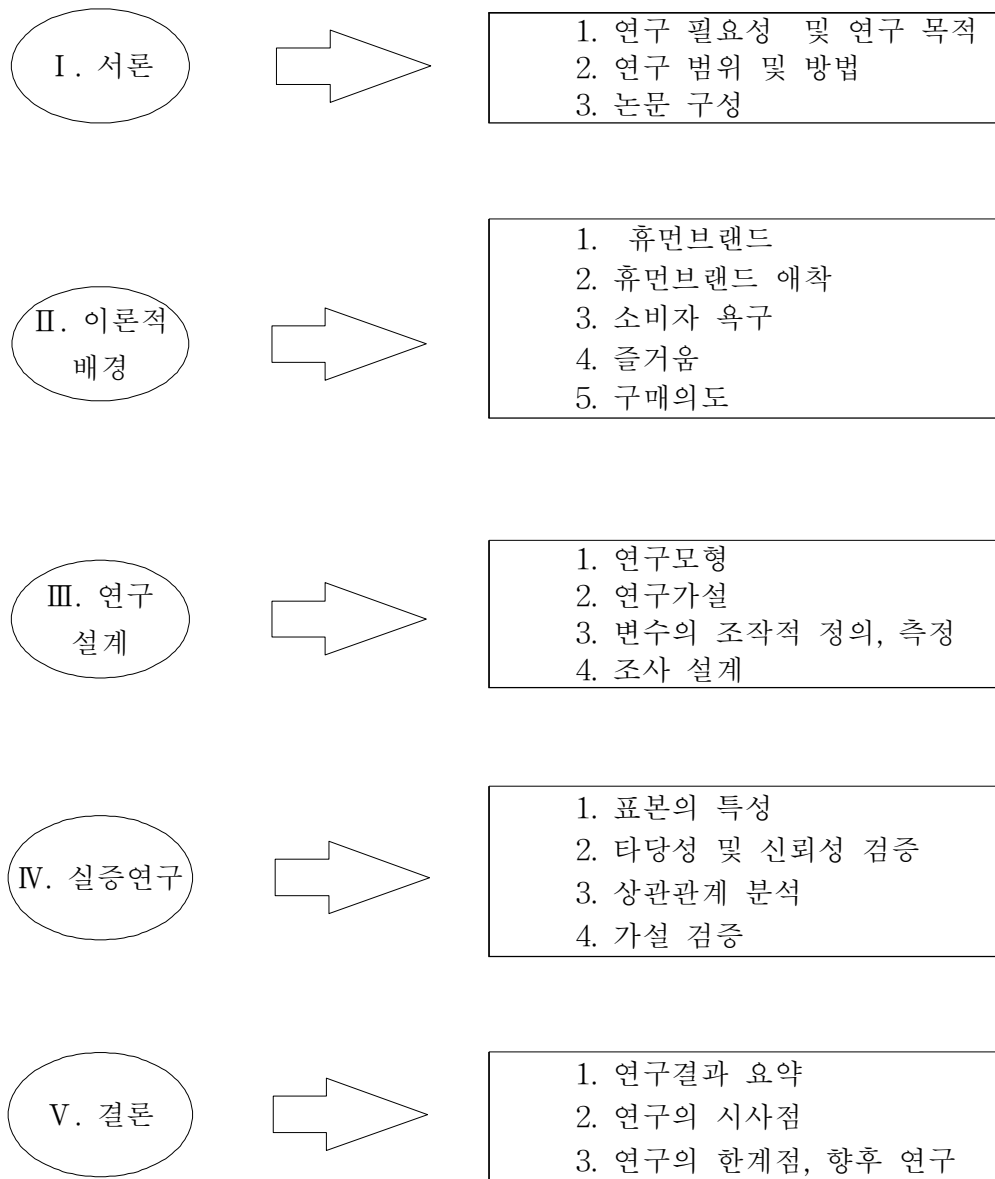 Ⅰ. 서론
1. 연구 필요성 및 연구 목적
2. 연구 범위 및 방법
3. 논문 구성
Ⅱ. 이론적
배경
1. 휴먼브랜드
2. 휴먼브랜드 애착
3. 소비자 욕구
4. 즐거움
5. 구매의도
Ⅲ. 연구
설계
1. 연구모형
2. 연구가설
3. 변수의 조작적 정의, 측정
4. 조사 설계
Ⅳ. 실증연구
1. 표본의 특성
2. 타당성 및 신뢰성 검증
3. 상관관계 분석
4. 가설 검증
Ⅴ. 결론
1. 연구결과 요약
2. 연구의 시사점
3. 연구의 한계점, 향후 연구